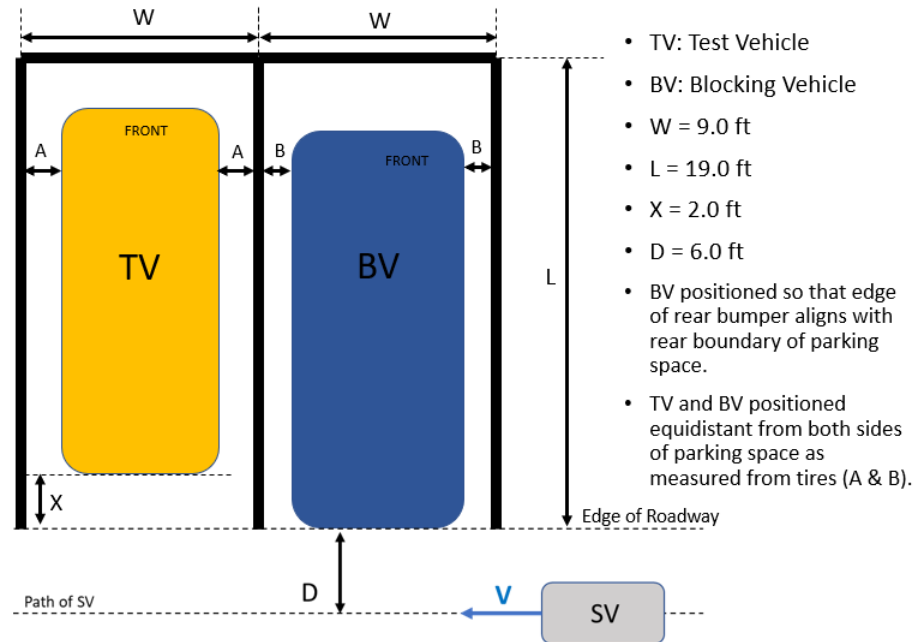 W
W
FRONT
A
A
B
B
FRONT
TV
BV
L
X
D
Edge of Roadway
Path of SV
V
SV
• TV: Test Vehicle
• BV: Blocking Vehicle
• W = 9.0 ft
• L = 19.0 ft
• X = 2.0 ft
• D = 6.0 ft
• BV positioned so that edge
of rear bumper aligns with
rear boundary of parking
space.
• TV and BV positioned
equidistant from both sides
of parking space as
measured from tires (A & B).